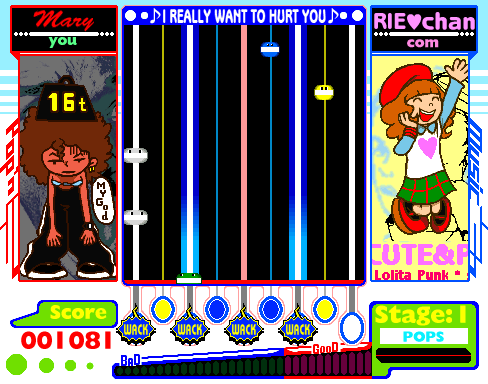 Mary
you
♪I REALLY WANT TO HURT YOU♪
RIE♥chan
com
16t
My God
CUTE&P
Lolita Punk *
Score
001081
WACK
WACK
WACK
WACK
BaD
GooD
Stage:1
POPS